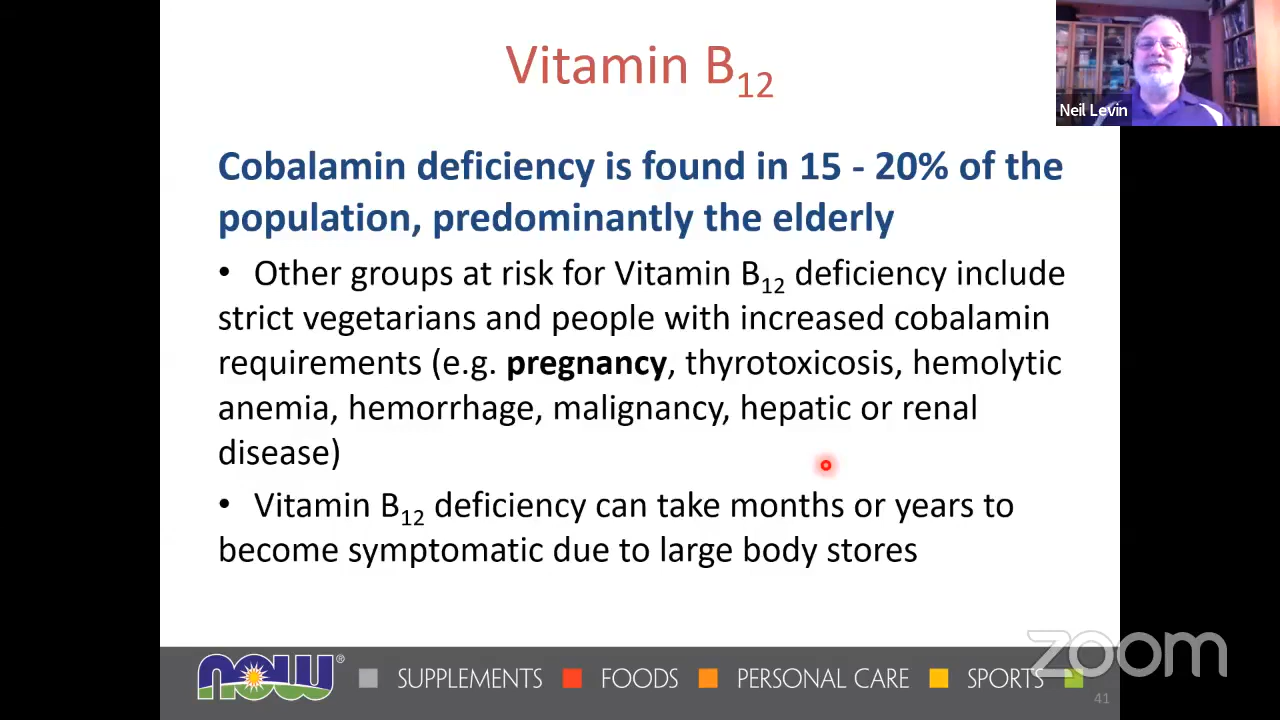 Vitamin B12
Neil Levin
Cobalamin deficiency is found in 15 - 20% of the
population, predominantly the elderly
• Other groups at risk for Vitamin B12 deficiency include
strict vegetarians and people with increased cobalamin
requirements (e.g. pregnancy, thyrotoxicosis, hemolytic
anemia, hemorrhage, malignancy, hepatic or renal
disease)
• Vitamin B12 deficiency can take months or years to
become symptomatic due to large body stores
NOW® SUPPLEMENTS FOODS PERSONAL CARE SPORTS
zoom
41